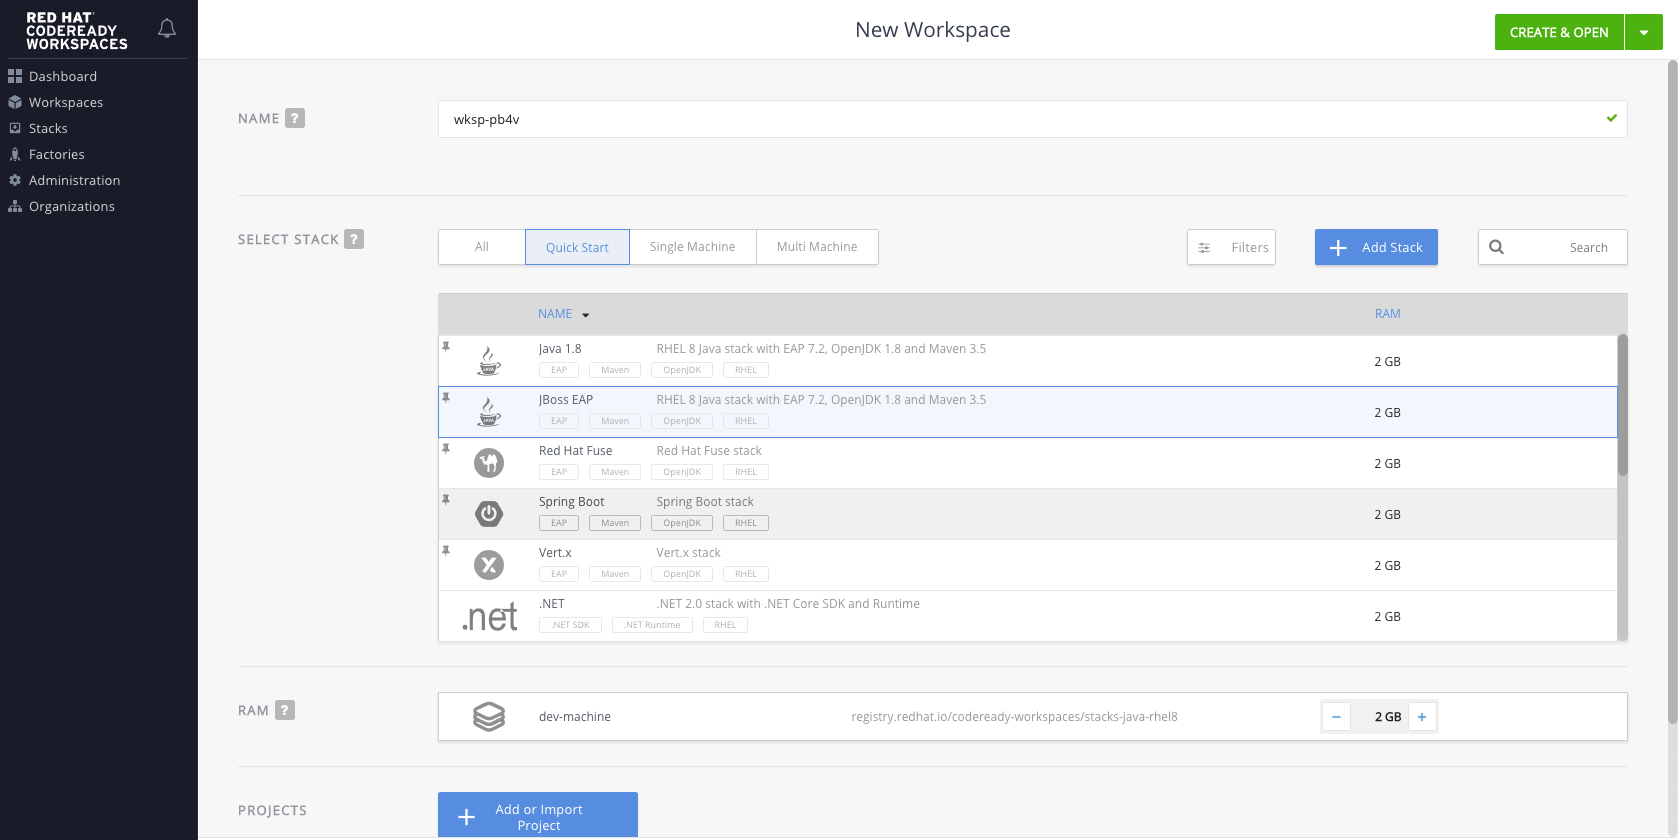 RED HAT
CODEREADY
WORKSPACES
New Workspace
CREATE & OPEN
Dashboard
Workspaces
Stacks
Factories
Administration
Organizations
NAME ?
wksp-pb4v
SELECT STACK ?
All
Quick Start
Single Machine
Multi Machine
Filters
Add Stack
Search
NAME
RAM
Java 1.8
RHEL 8 Java stack with EAP 7.2, OpenJDK 1.8 and Maven 3.5
EAP
Maven
OpenJDK
RHEL
2 GB
JBoss EAP
RHEL 8 Java stack with EAP 7.2, OpenJDK 1.8 and Maven 3.5
EAP
Maven
OpenJDK
RHEL
2 GB
Red Hat Fuse
Red Hat Fuse stack
EAP
Maven
OpenJDK
RHEL
2 GB
Spring Boot
Spring Boot stack
EAP
Maven
OpenJDK
RHEL
2 GB
Vert.x
Vert.x stack
EAP
Maven
OpenJDK
RHEL
2 GB
.net
.NET
.NET 2.0 stack with .NET Core SDK and Runtime
.NET SDK
.NET Runtime
RHEL
2 GB
RAM ?
dev-machine
registry.redhat.io/codeready-workspaces/stacks-java-rhel8
2 GB
PROJECTS
Add or Import
Project